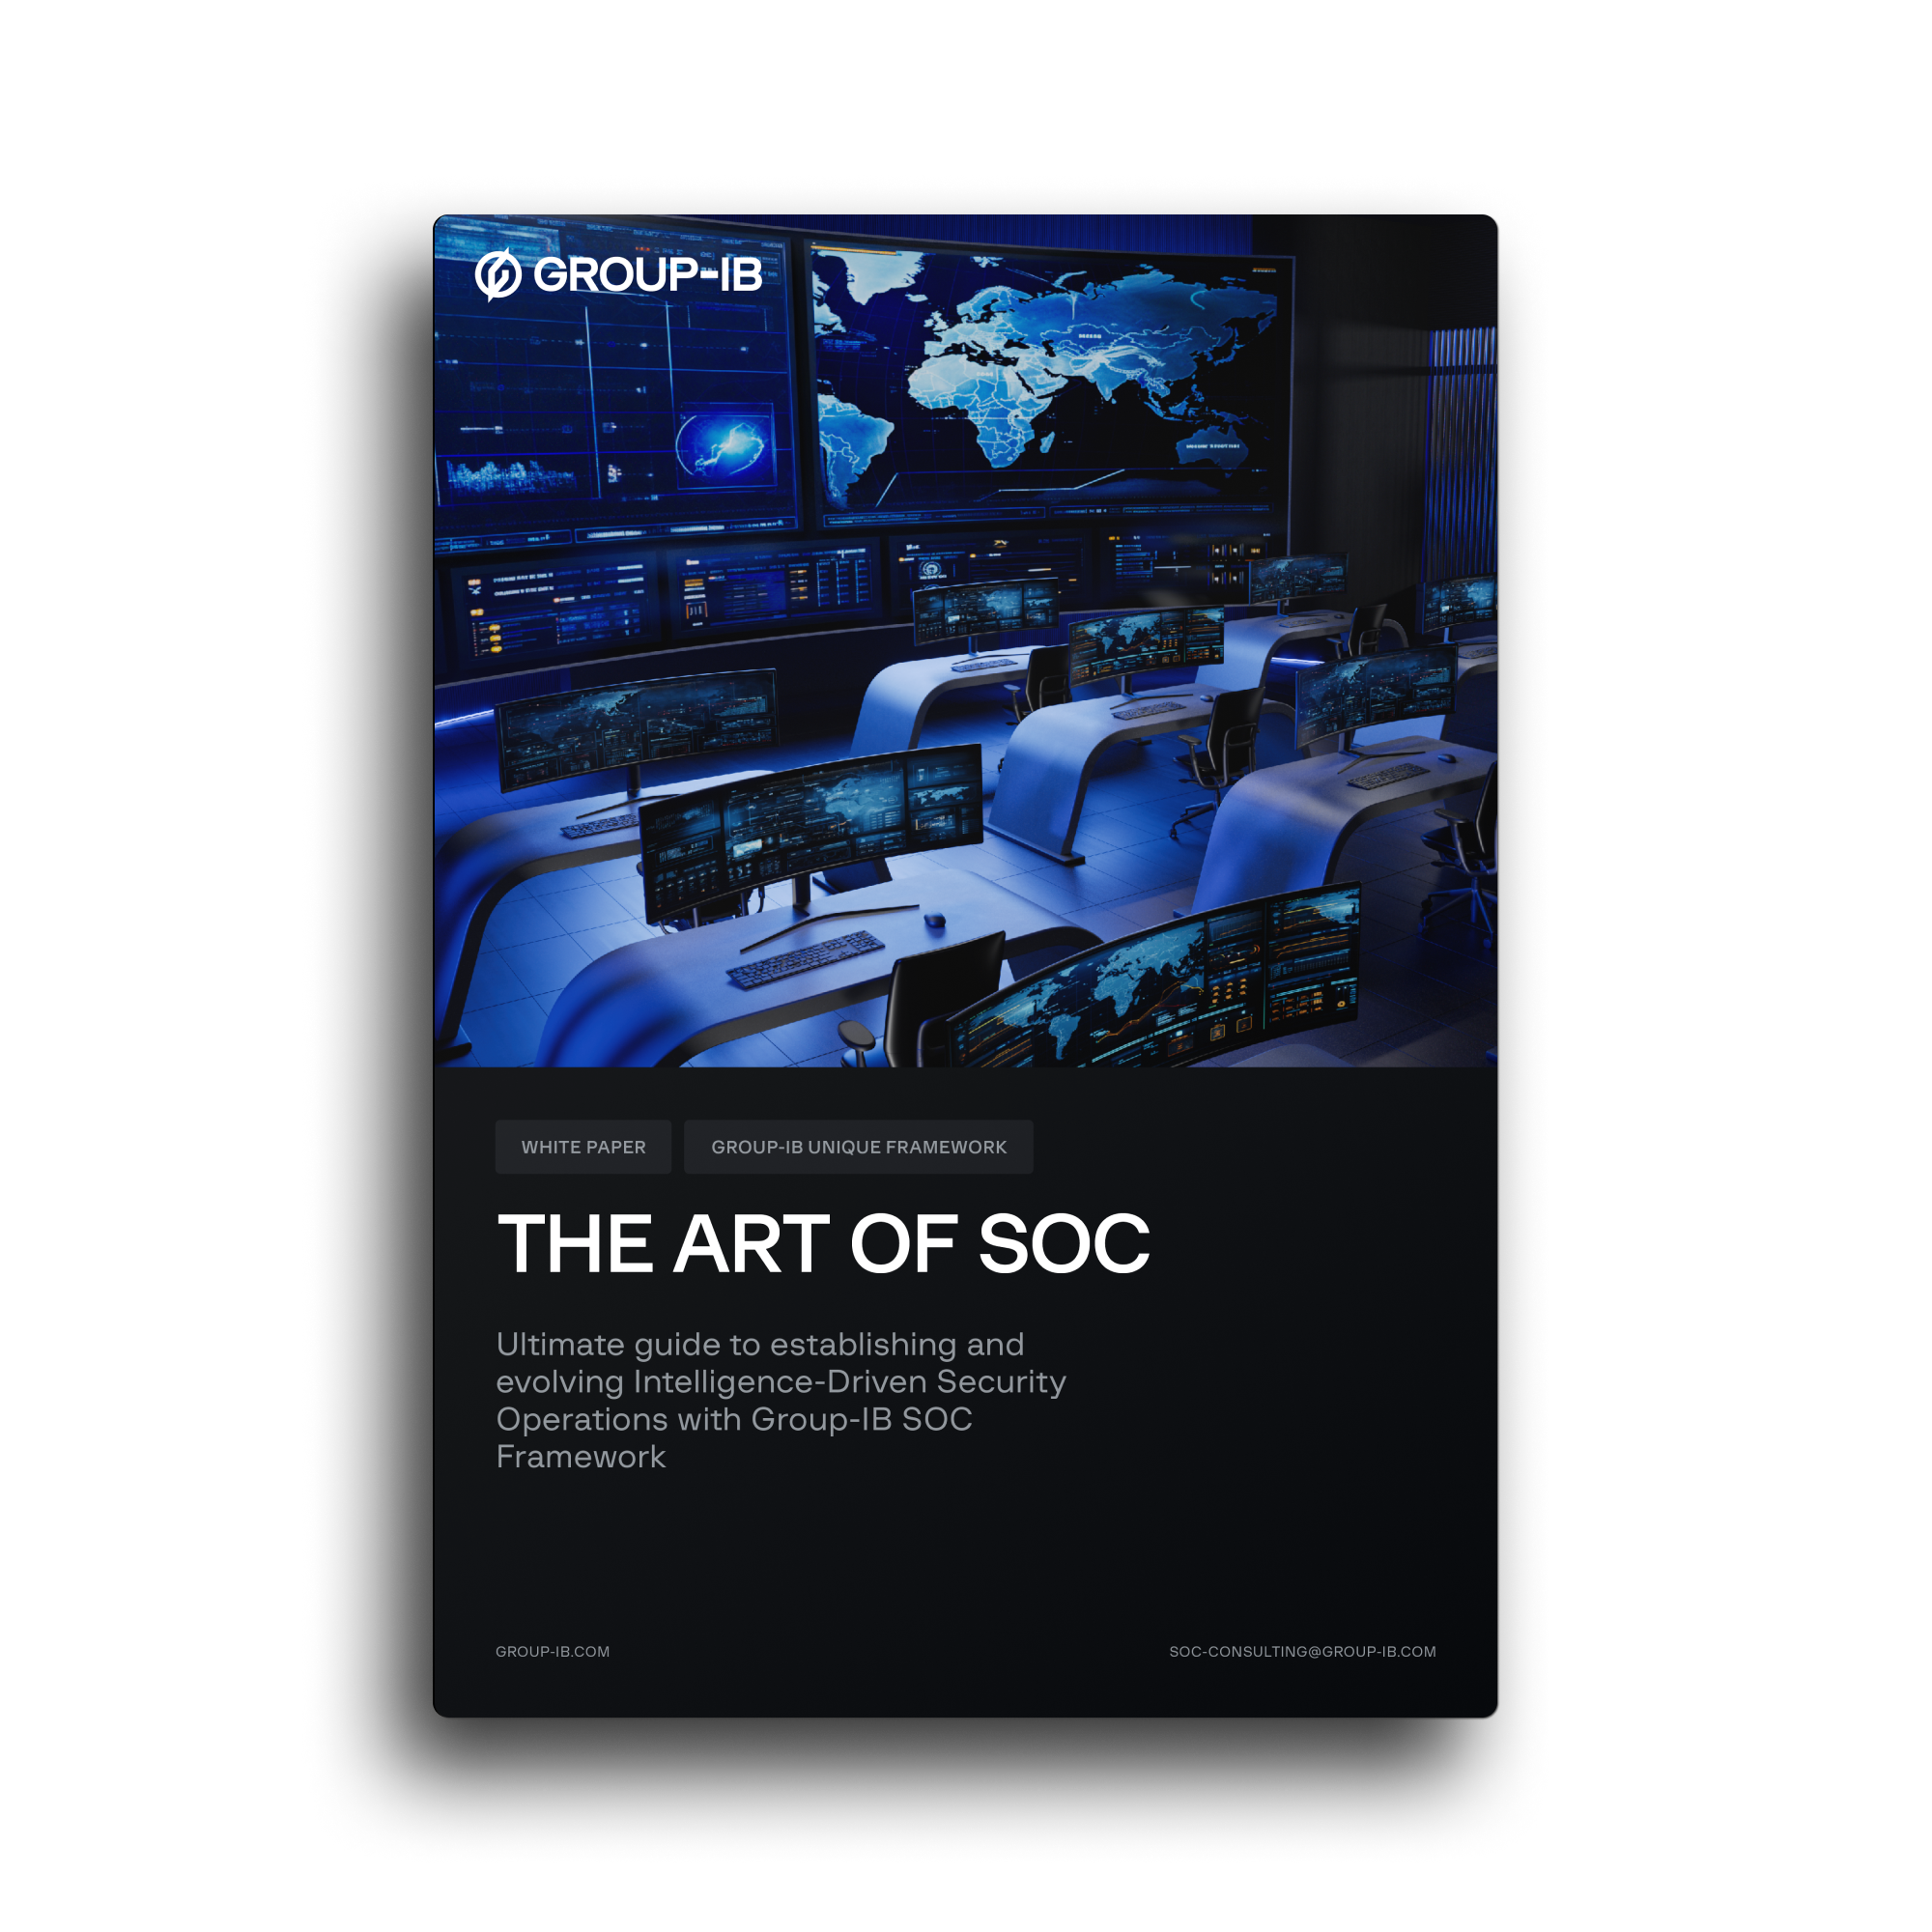 GROUP-IB
WHITE PAPER
GROUP-IB UNIQUE FRAMEWORK
THE ART OF SOC
Ultimate guide to establishing and
evolving Intelligence-Driven Security
Operations with Group-IB SOC
Framework
GROUP-IB.COM
SOC-CONSULTING@GROUP-IB.COM